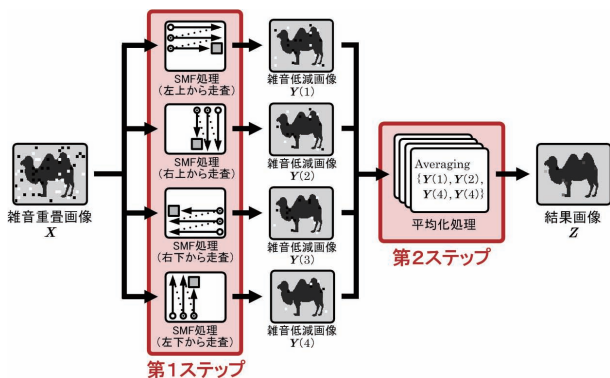 SMF処理
(左上から走査)
雑音低減画像
Y(1)
SMF処理
(右上から走査)
雑音低減画像
Y(2)
雑音重畳画像
X
SMF処理
(右下から走査)
雑音低減画像
Y(3)
SMF処理
(左下から走査)
雑音低減画像
Y(4)
第1ステップ
Averaging
{Y(1), Y(2),
Y(4), Y(4)}
平均化処理
第2ステップ
結果画像
Z